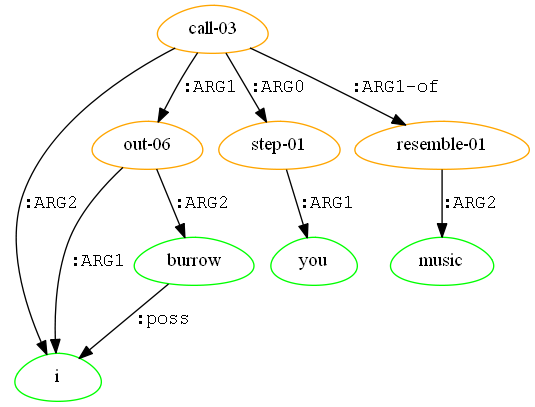 call-03
:ARG1 :ARG0 :ARG1-of
out-06 step-01 resemble-01
:ARG2 :ARG1 :ARG2 :ARG1 :ARG2
burrow you music
:poss
i